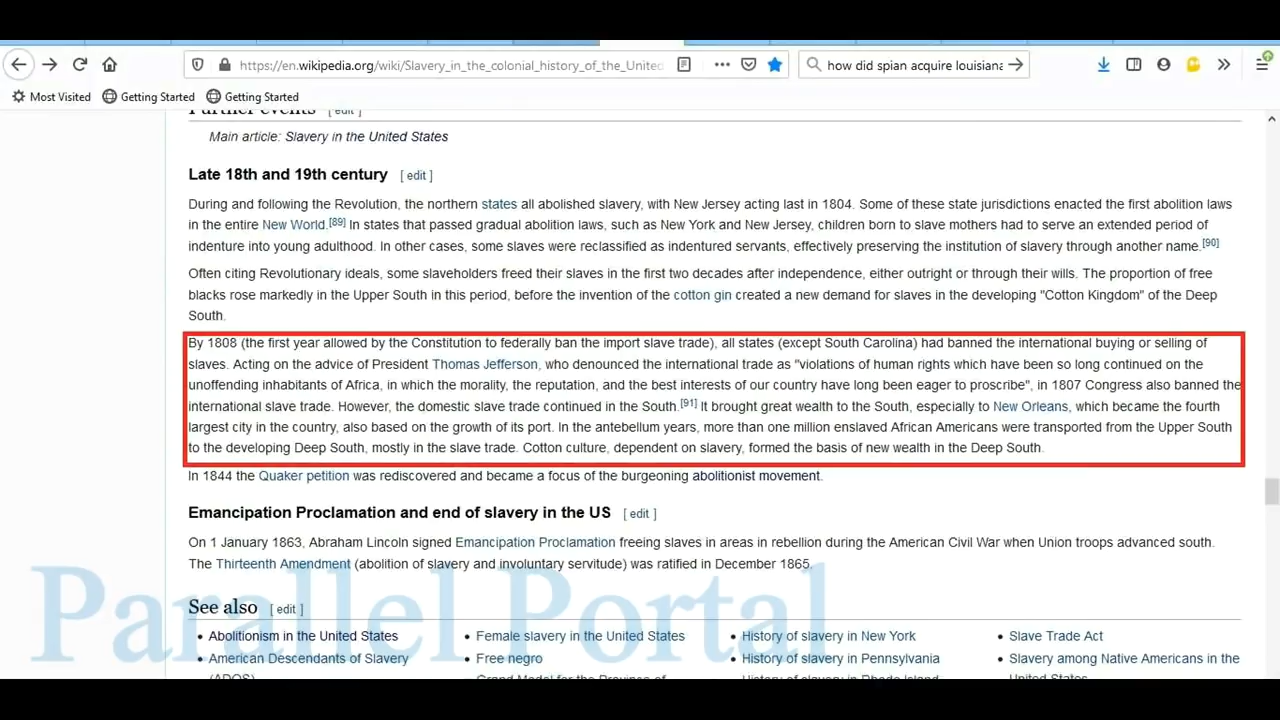 https://en.wikipedia.org/wiki/Slavery_in_the_colonial_history_of_the_United
how did spian acquire louisiana
Most Visited Getting Started Getting Started
Further events [ edit ]
Main article: Slavery in the United States
Late 18th and 19th century [ edit ]
During and following the Revolution, the northern states all abolished slavery, with New Jersey acting last in 1804. Some of these state jurisdictions enacted the first abolition laws
in the entire New World.[89] In states that passed gradual abolition laws, such as New York and New Jersey, children born to slave mothers had to serve an extended period of
indenture into young adulthood. In other cases, some slaves were reclassified as indentured servants, effectively preserving the institution of slavery through another name.[90]
Often citing Revolutionary ideals, some slaveholders freed their slaves in the first two decades after independence, either outright or through their wills. The proportion of free
blacks rose markedly in the Upper South in this period, before the invention of the cotton gin created a new demand for slaves in the developing "Cotton Kingdom" of the Deep
South.
By 1808 (the first year allowed by the Constitution to federally ban the import slave trade), all states (except South Carolina) had banned the international buying or selling of
slaves. Acting on the advice of President Thomas Jefferson, who denounced the international trade as "violations of human rights which have been so long continued on the
unoffending inhabitants of Africa, in which the morality, the reputation, and the best interests of our country have long been eager to proscribe", in 1807 Congress also banned the
international slave trade. However, the domestic slave trade continued in the South.[91] It brought great wealth to the South, especially to New Orleans, which became the fourth
largest city in the country, also based on the growth of its port. In the antebellum years, more than one million enslaved African Americans were transported from the Upper South
to the developing Deep South, mostly in the slave trade. Cotton culture, dependent on slavery, formed the basis of new wealth in the Deep South.
In 1844 the Quaker petition was rediscovered and became a focus of the burgeoning abolitionist movement.
Emancipation Proclamation and end of slavery in the US [ edit ]
On 1 January 1863, Abraham Lincoln signed Emancipation Proclamation freeing slaves in areas in rebellion during the American Civil War when Union troops advanced south.
The Thirteenth Amendment (abolition of slavery and involuntary servitude) was ratified in December 1865.
Parallel Portal
See also [ edit ]
Abolitionism in the United States Female slavery in the United States History of slavery in New York Slave Trade Act
American Descendants of Slavery Free negro History of slavery in Pennsylvania Slavery among Native Americans in the
(ADOS) Grand Model for the Province of History of slavery in Rhode Island United States